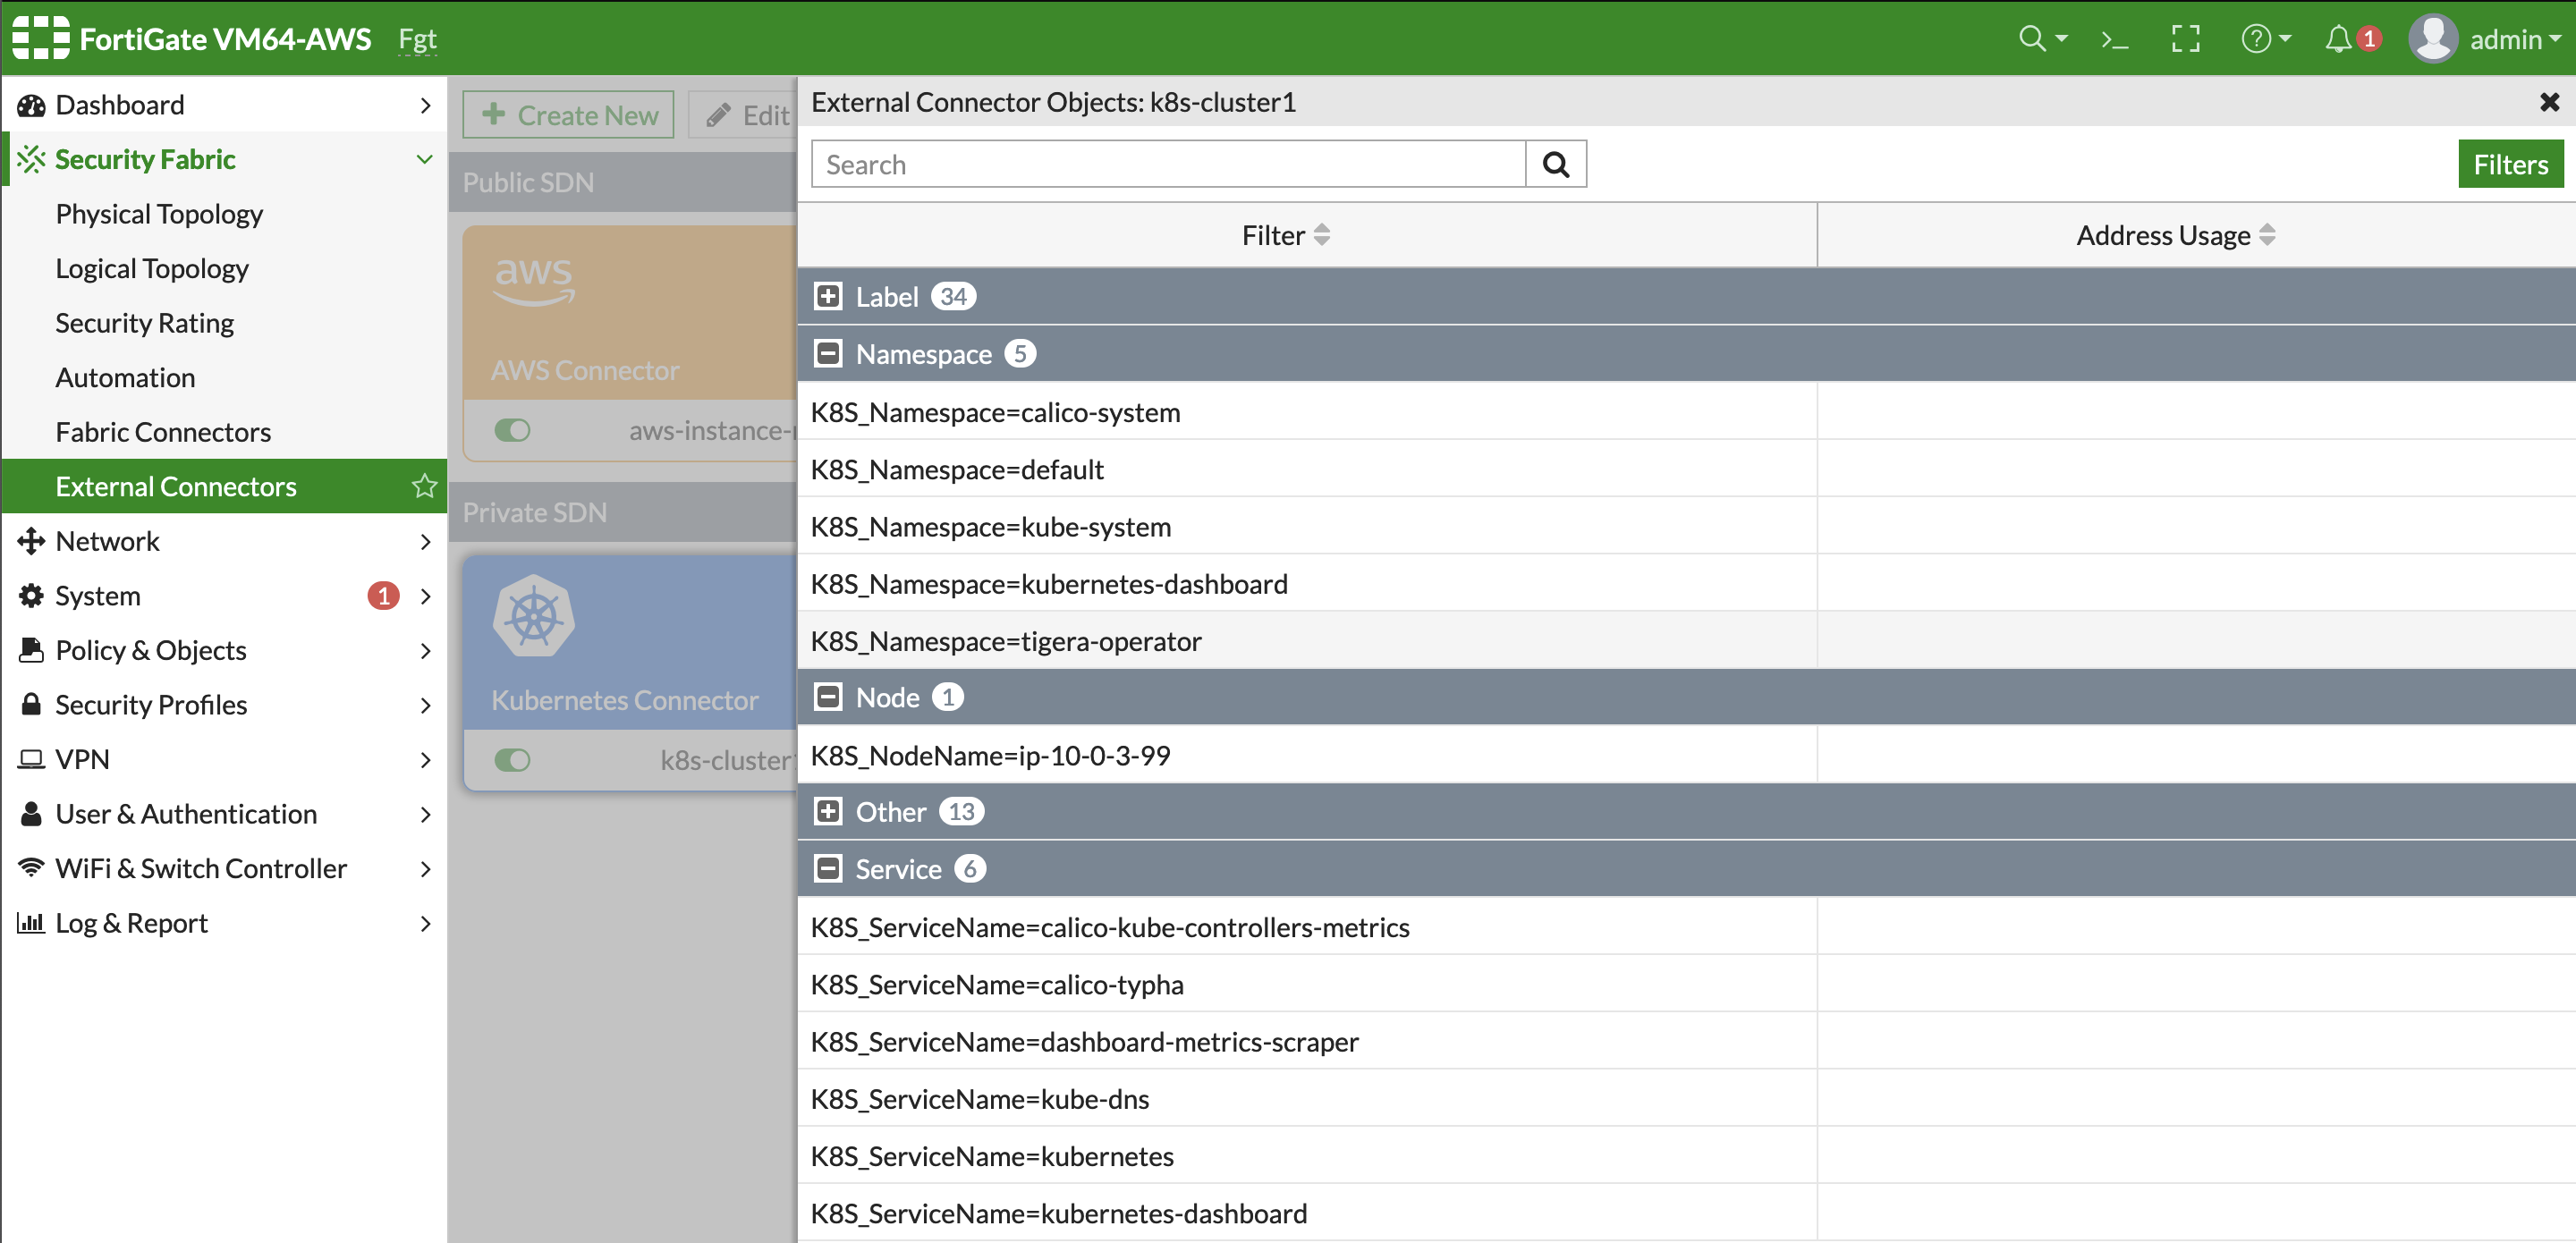 FortiGate VM64-AWS Fgt
1 admin
Dashboard
Security Fabric
Physical Topology
Logical Topology
Security Rating
Automation
Fabric Connectors
External Connectors
Network
System 1
Policy & Objects
Security Profiles
VPN
User & Authentication
WiFi & Switch Controller
Log & Report
Create New Edit
Public SDN
aws
AWS Connector
aws-instance-
Private SDN
Kubernetes Connector
k8s-cluster
External Connector Objects: k8s-cluster1
Search
Filters
Filter Address Usage
Label 34
Namespace 5
K8S_Namespace=calico-system
K8S_Namespace=default
K8S_Namespace=kube-system
K8S_Namespace=kubernetes-dashboard
K8S_Namespace=tigera-operator
Node 1
K8S_NodeName=ip-10-0-3-99
Other 13
Service 6
K8S_ServiceName=calico-kube-controllers-metrics
K8S_ServiceName=calico-typha
K8S_ServiceName=dashboard-metrics-scraper
K8S_ServiceName=kube-dns
K8S_ServiceName=kubernetes
K8S_ServiceName=kubernetes-dashboard